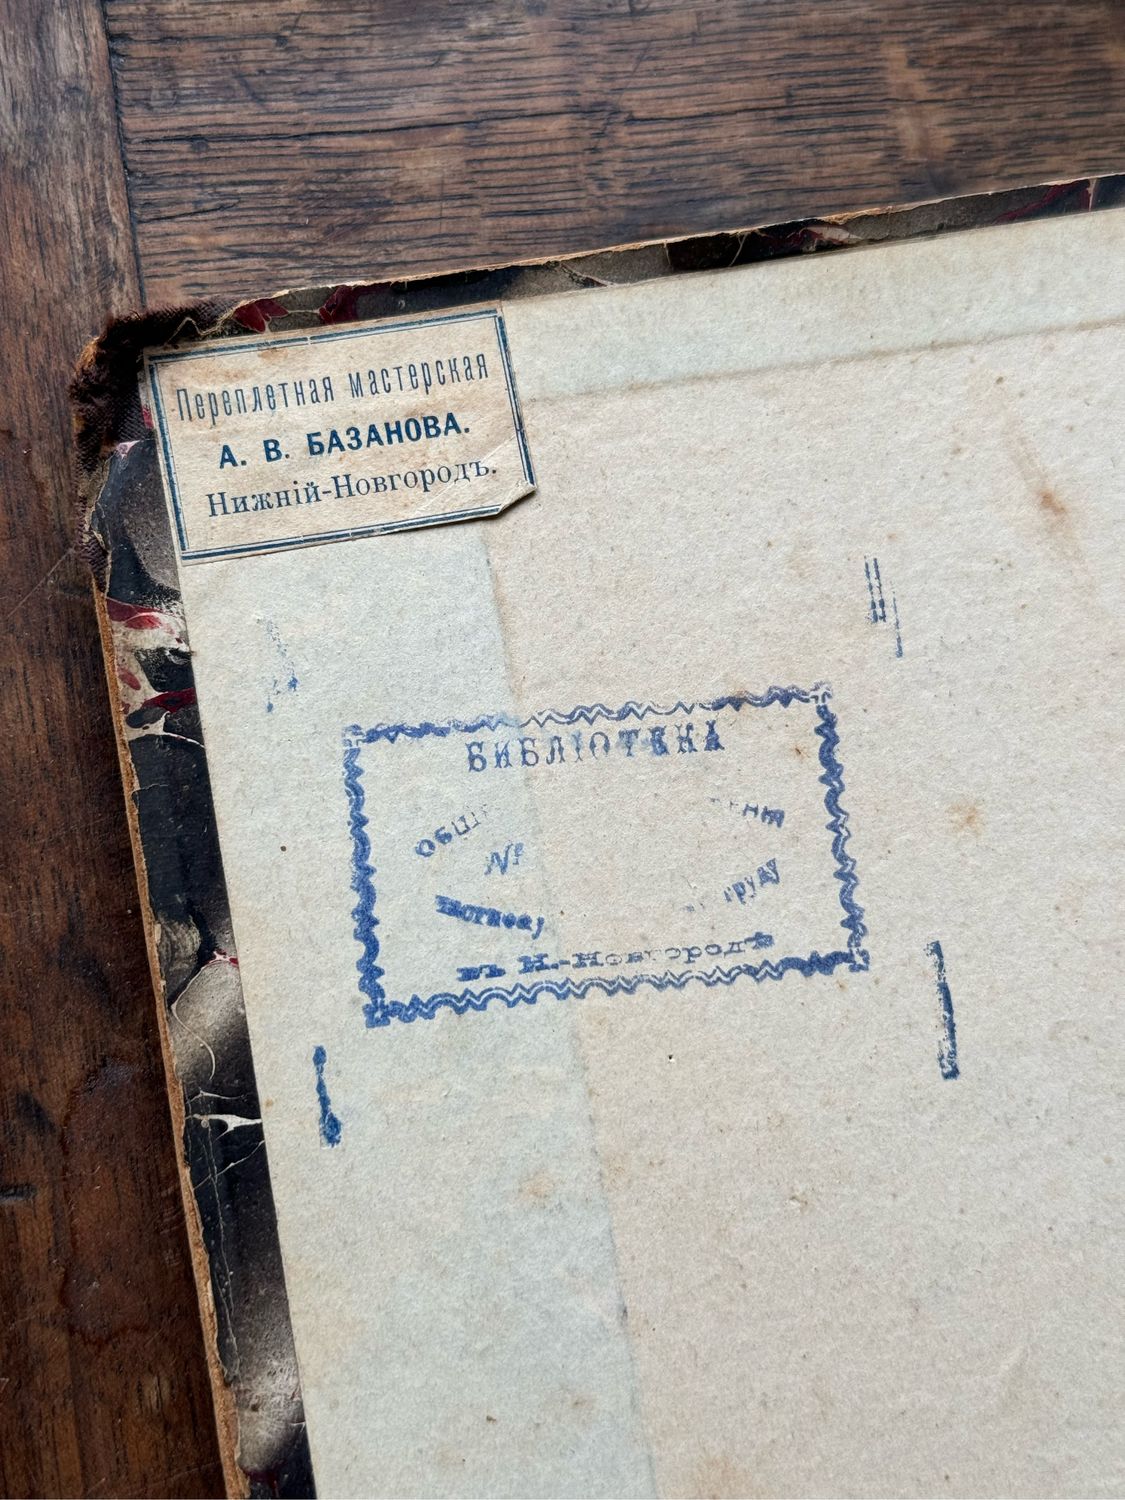 Переплетная мастерская
А. В. БАЗАНОВА.
Нижній-Новгородъ.
БИБЛІОТЕКА
№
въ Н.-Новгородѣ